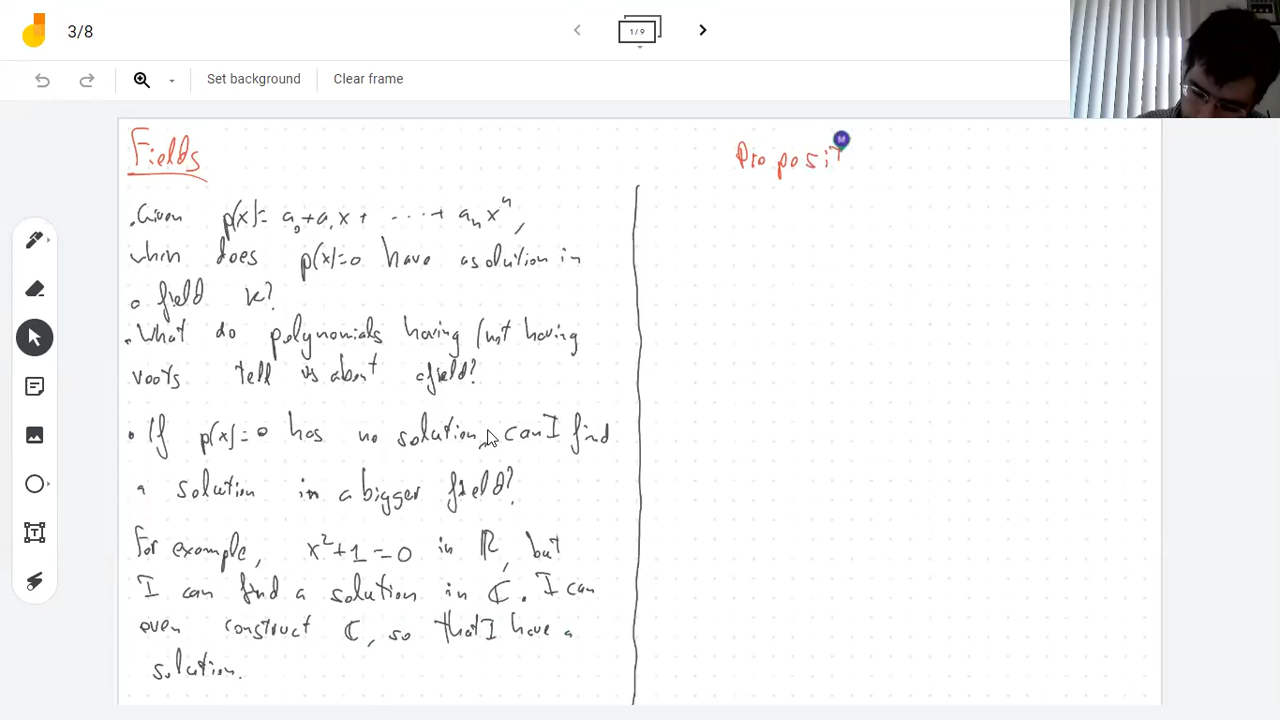 3/8
1/9
Set background
Clear frame
Fields
.Given p(x)= a₀+a₁x + ····+ aₙxⁿ,
when does p(x)=0 have a solution in
a field k?
.What do polynomials having /not having
roots tell us about a field?
• If p(x)=0 has no solution, can I find
a solution in a bigger field?
For example, x²+1=0 in ℝ, but
I can find a solution in ℂ. I can
even construct ℂ, so that I have a
solution.
Proposit
M